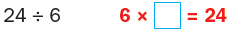 24 ÷ 6 6 × □ = 24